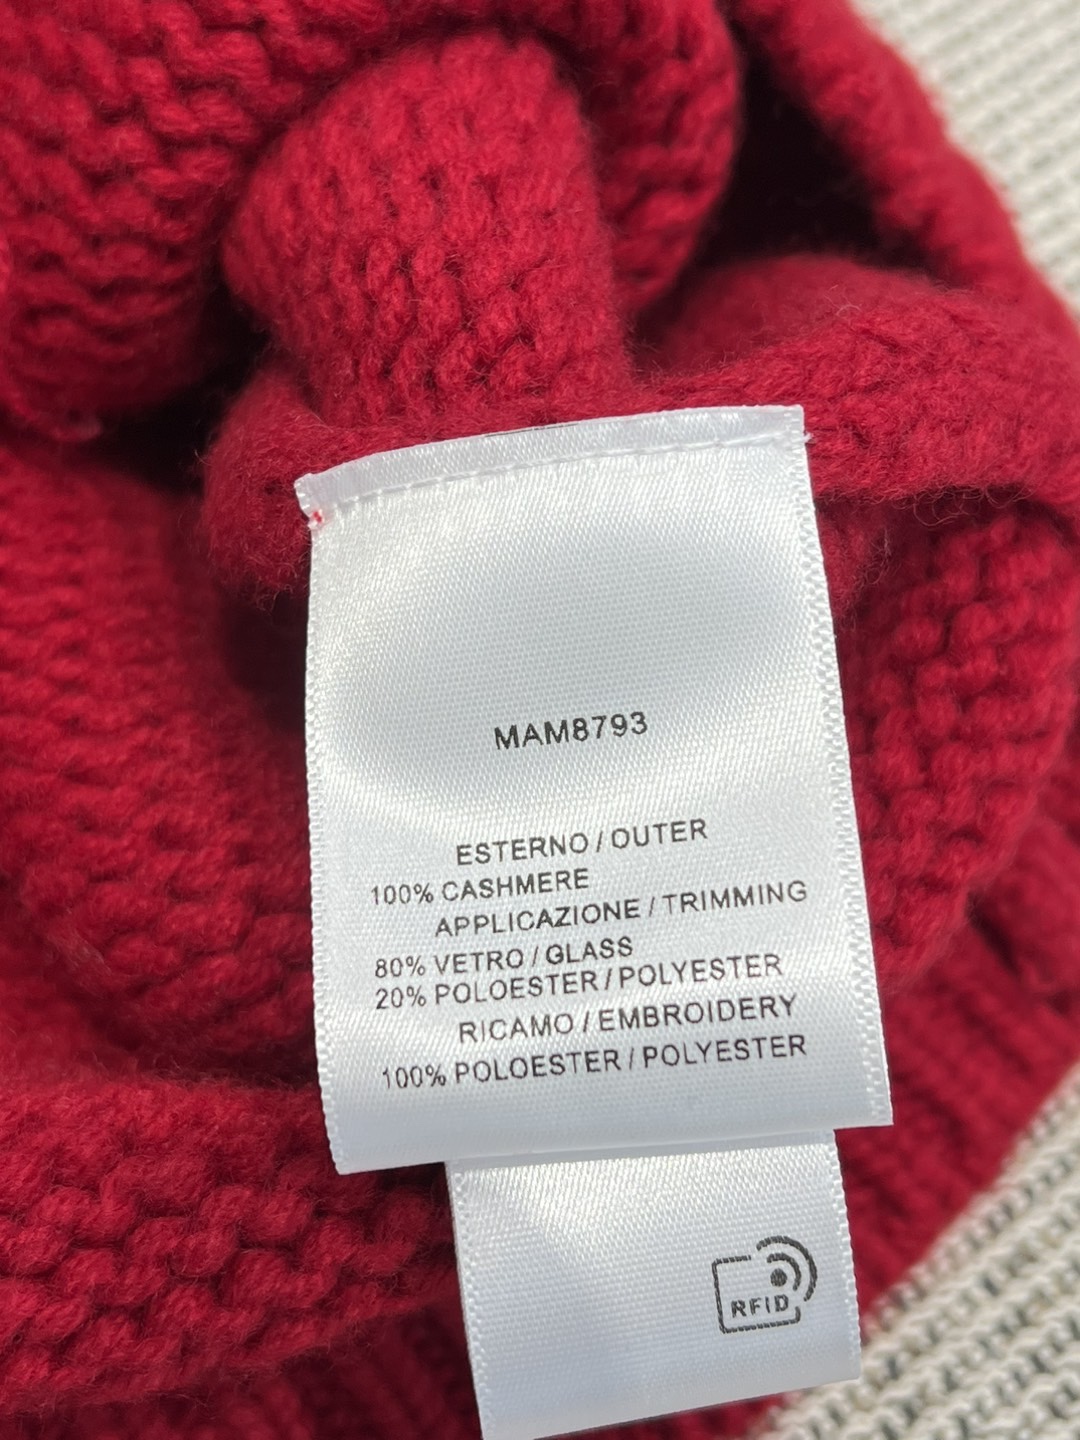 MAM8793
ESTERNO / OUTER
100% CASHMERE
APPLICAZIONE / TRIMMING
80% VETRO / GLASS
20% POLOESTER / POLYESTER
RICAMO / EMBROIDERY
100% POLOESTER / POLYESTER
RFID